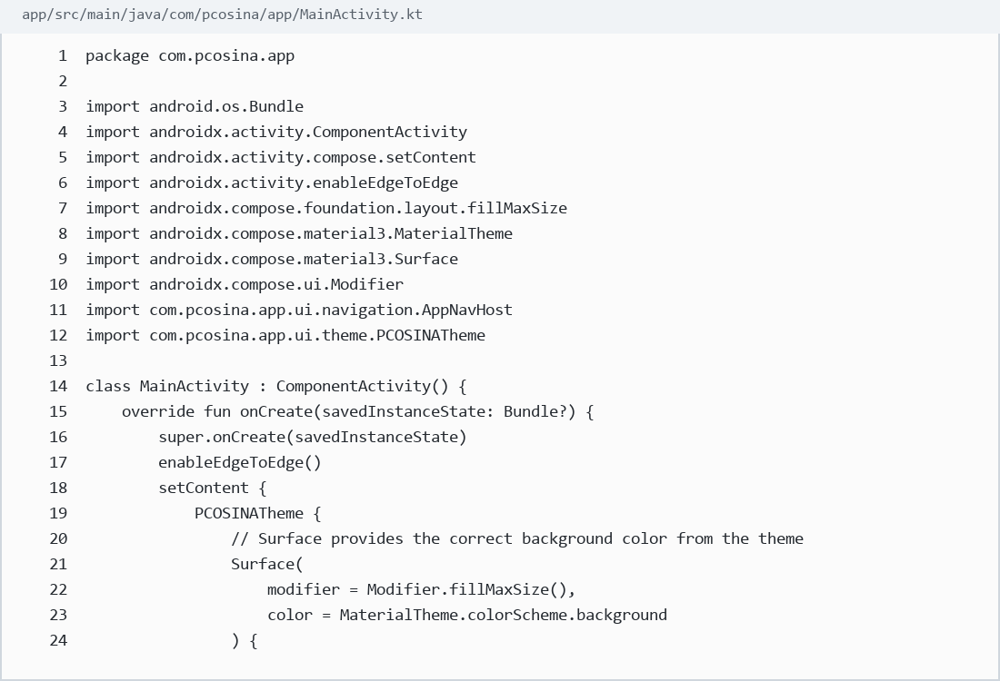 app/src/main/java/com/pcosina/app/MainActivity.kt
1 package com.pcosina.app
2
3 import android.os.Bundle
4 import androidx.activity.ComponentActivity
5 import androidx.activity.compose.setContent
6 import androidx.activity.enableEdgeToEdge
7 import androidx.compose.foundation.layout.fillMaxSize
8 import androidx.compose.material3.MaterialTheme
9 import androidx.compose.material3.Surface
10 import androidx.compose.ui.Modifier
11 import com.pcosina.app.ui.navigation.AppNavHost
12 import com.pcosina.app.ui.theme.PCOSINATheme
13
14 class MainActivity : ComponentActivity() {
15     override fun onCreate(savedInstanceState: Bundle?) {
16         super.onCreate(savedInstanceState)
17         enableEdgeToEdge()
18         setContent {
19             PCOSINATheme {
20                 // Surface provides the correct background color from the theme
21                 Surface(
22                     modifier = Modifier.fillMaxSize(),
23                     color = MaterialTheme.colorScheme.background
24                 ) {